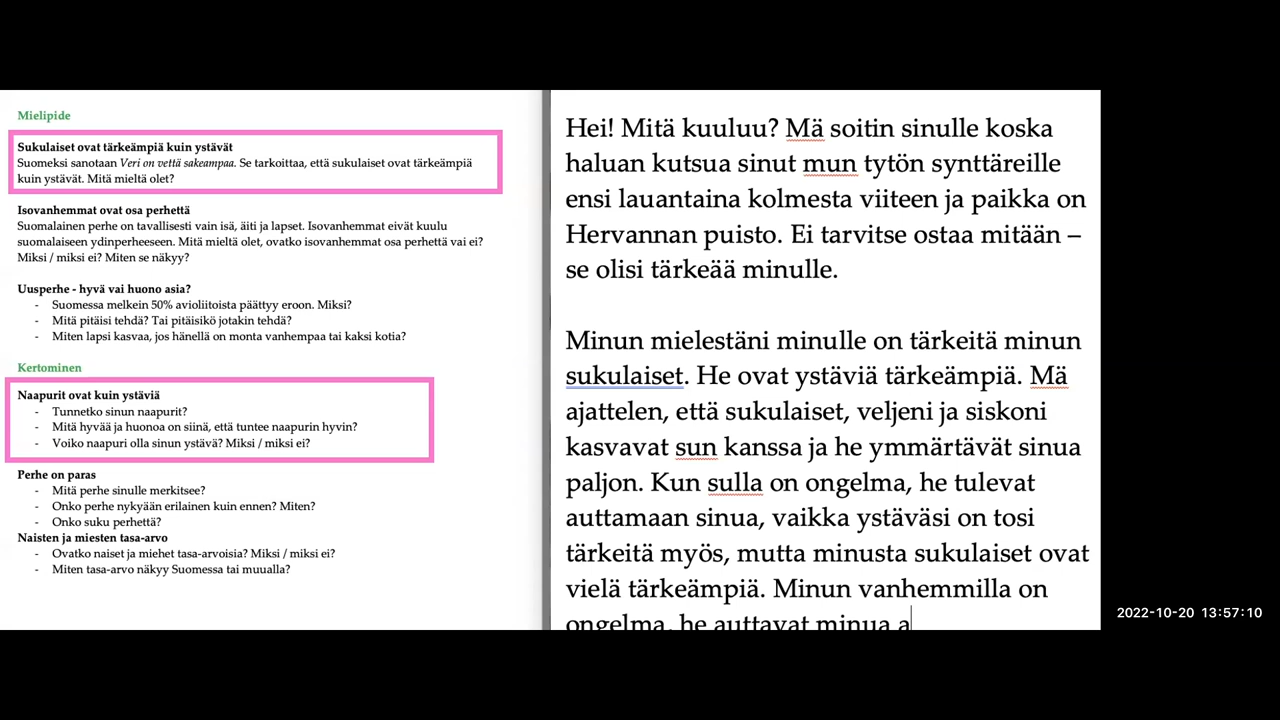 Mielipide
Sukulaiset ovat tärkeämpiä kuin ystävät
Suomeksi sanotaan Veri on vettä sakeampaa. Se tarkoittaa, että sukulaiset ovat tärkeämpiä
kuin ystävät. Mitä mieltä olet?
Isovanhemmat ovat osa perhettä
Suomalainen perhe on tavallisesti vain isä, äiti ja lapset. Isovanhemmat eivät kuulu
suomalaiseen ydinperheeseen. Mitä mieltä olet, ovatko isovanhemmat osa perhettä vai ei?
Miksi / miksi ei? Miten se näkyy?
Uusperhe - hyvä vai huono asia?
- Suomessa melkein 50% avioliitoista päättyy eroon. Miksi?
- Mitä pitäisi tehdä? Tai pitäisikö jotakin tehdä?
- Miten lapsi kasvaa, jos hänellä on monta vanhempaa tai kaksi kotia?
Kertominen
Naapurit ovat kuin ystäviä
- Tunnetko sinun naapurit?
- Mitä hyvää ja huonoa on siinä, että tuntee naapurin hyvin?
- Voiko naapuri olla sinun ystävä? Miksi / miksi ei?
Perhe on paras
- Mitä perhe sinulle merkitsee?
- Onko perhe nykyään erilainen kuin ennen? Miten?
- Onko suku perhettä?
Naisten ja miesten tasa-arvo
- Ovatko naiset ja miehet tasa-arvoisia? Miksi / miksi ei?
- Miten tasa-arvo näkyy Suomessa tai muualla?
Hei! Mitä kuuluu? Mä soitin sinulle koska
haluan kutsua sinut mun tytön synttäreille
ensi lauantaina kolmesta viiteen ja paikka on
Hervannan puisto. Ei tarvitse ostaa mitään –
se olisi tärkeää minulle.
Minun mielestäni minulle on tärkeitä minun
sukulaiset. He ovat ystäviä tärkeämpiä. Mä
ajattelen, että sukulaiset, veljeni ja siskoni
kasvavat sun kanssa ja he ymmärtävät sinua
paljon. Kun sulla on ongelma, he tulevat
auttamaan sinua, vaikka ystäväsi on tosi
tärkeitä myös, mutta minusta sukulaiset ovat
vielä tärkeämpiä. Minun vanhemmilla on
ongelma, he auttavat minua a
2022-10-20 13:57:10